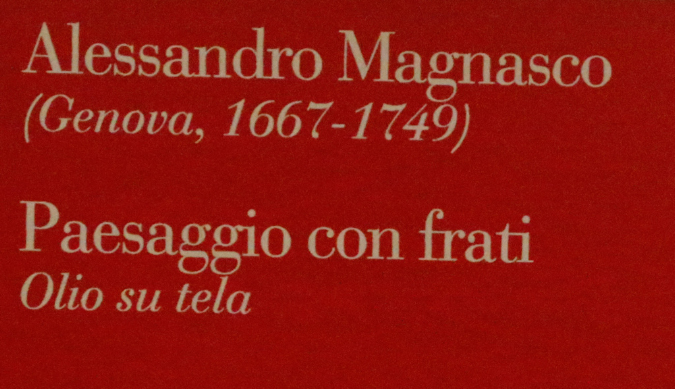 Alessandro Magnasco
(Genova, 1667-1749)
Paesaggio con frati
Olio su tela